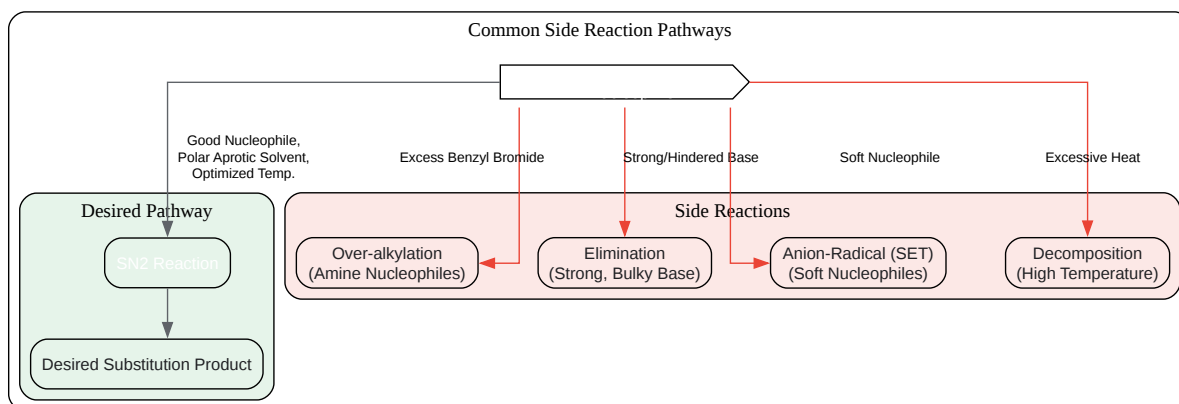 Common Side Reaction Pathways
Good Nucleophile,
Polar Aprotic Solvent,
Optimized Temp.
Excess Benzyl Bromide
Strong/Hindered Base
Soft Nucleophile
Excessive Heat
Desired Pathway
SN2 Reaction
Desired Substitution Product
Side Reactions
Over-alkylation
(Amine Nucleophiles)
Elimination
(Strong, Bulky Base)
Anion-Radical (SET)
(Soft Nucleophiles)
Decomposition
(High Temperature)